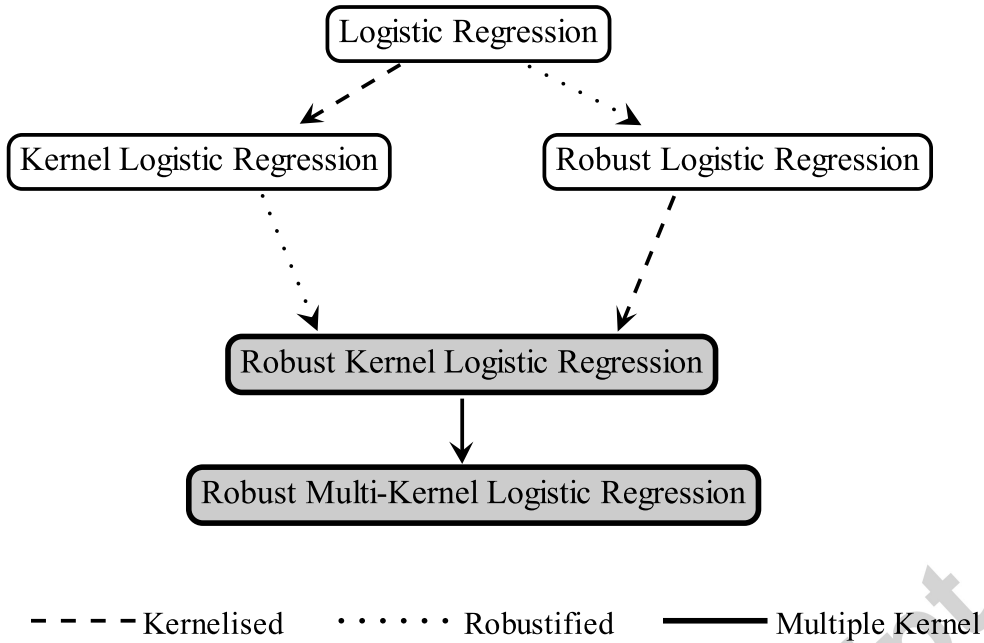 Logistic Regression
Kernel Logistic Regression
Robust Logistic Regression
Robust Kernel Logistic Regression
Robust Multi-Kernel Logistic Regression
Kernelised
Robustified
Multiple Kernel